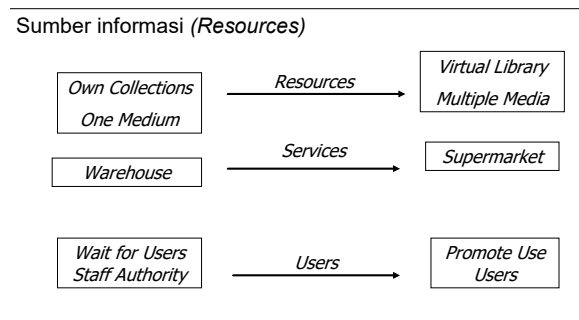 Sumber informasi (Resources)
Own Collections
One Medium
Resources
Virtual Library
Multiple Media
Warehouse
Services
Supermarket
Wait for Users
Staff Authority
Users
Promote Use
Users